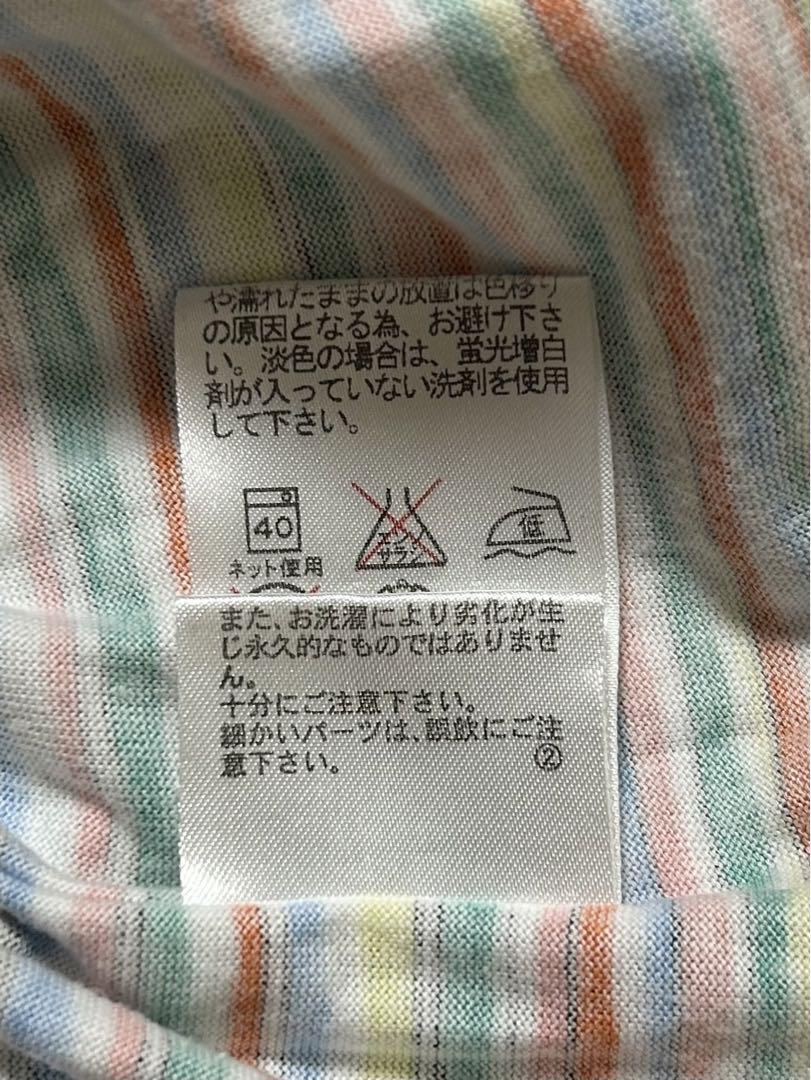 や濡れたままの放置は色移り
の原因となる為、お避け下さ
い。淡色の場合は、蛍光増白
剤が入っていない洗剤を使用
して下さい。
40
エンソ
サラシ
低
ネット使用
また、お洗濯により劣化が生
じ永久的なものではありませ
ん。
十分にご注意下さい。
細かいパーツは、誤飲にご注
意下さい。 ②